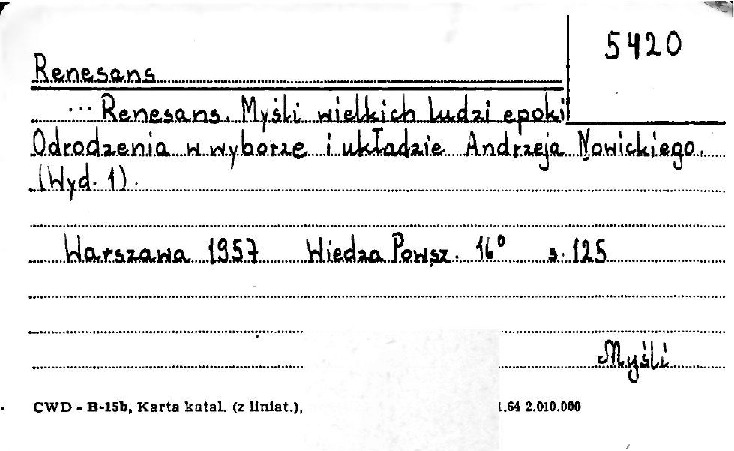 5420
Renesans
... Renesans. Myśli wielkich ludzi epoki
Odrodzenia w wyborze i układzie Andrzeja Nowickiego.
(Wyd. 1).
Warszawa 1957 Wiedza Powsz. 16° s. 125
Myśli
CWD - B-15b, Karta katal. (z liniat.), 1.64 2.010.000